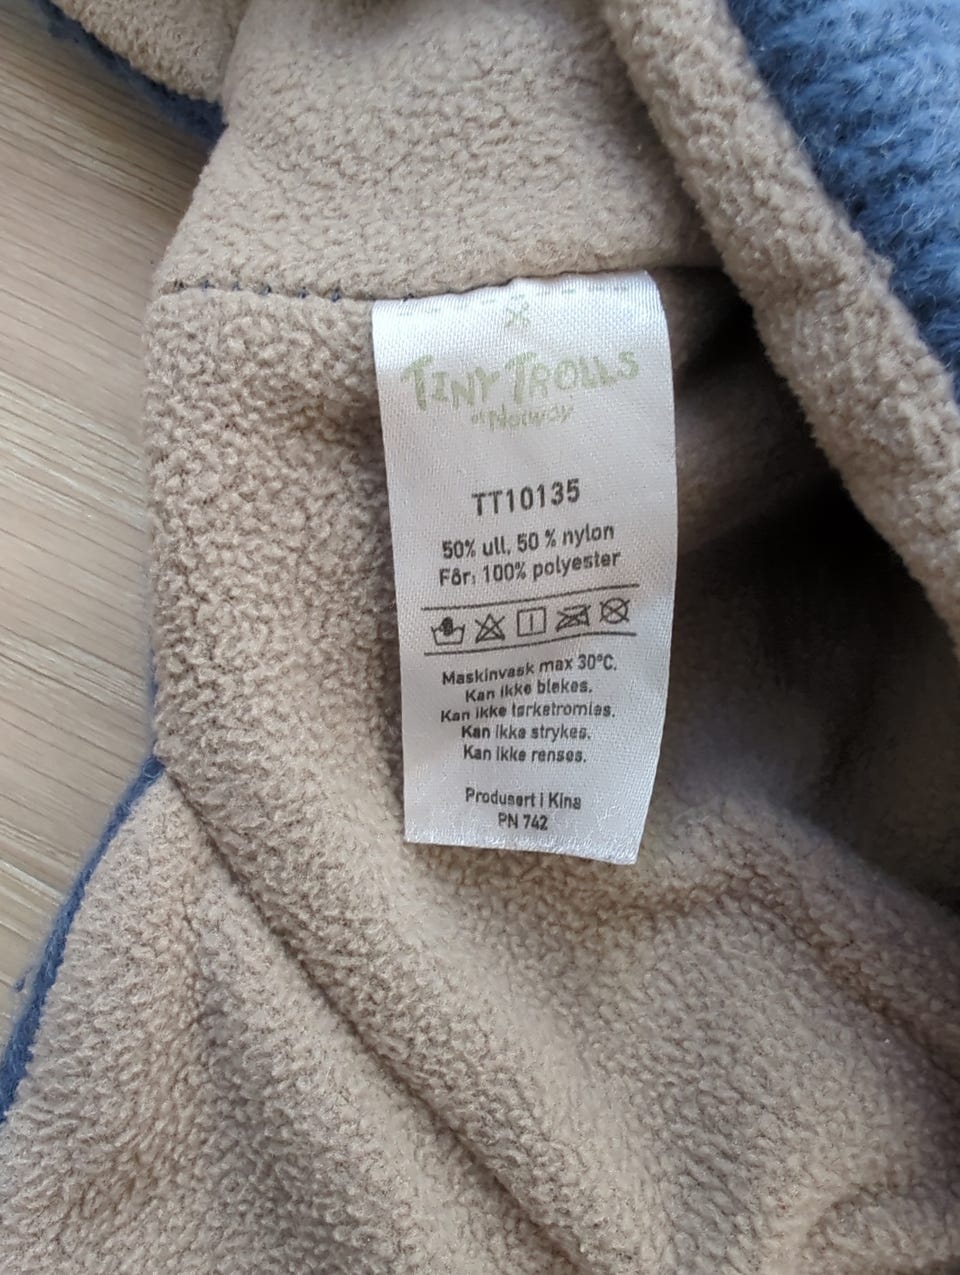 TINY TROLLS
of Norway
TT10135
50% ull, 50 % nylon
Fôr: 100% polyester
Maskinvask max 30°C.
Kan ikke blekes.
Kan ikke tørketromles.
Kan ikke strykes.
Kan ikke renses.
Produsert i Kina
PN 742